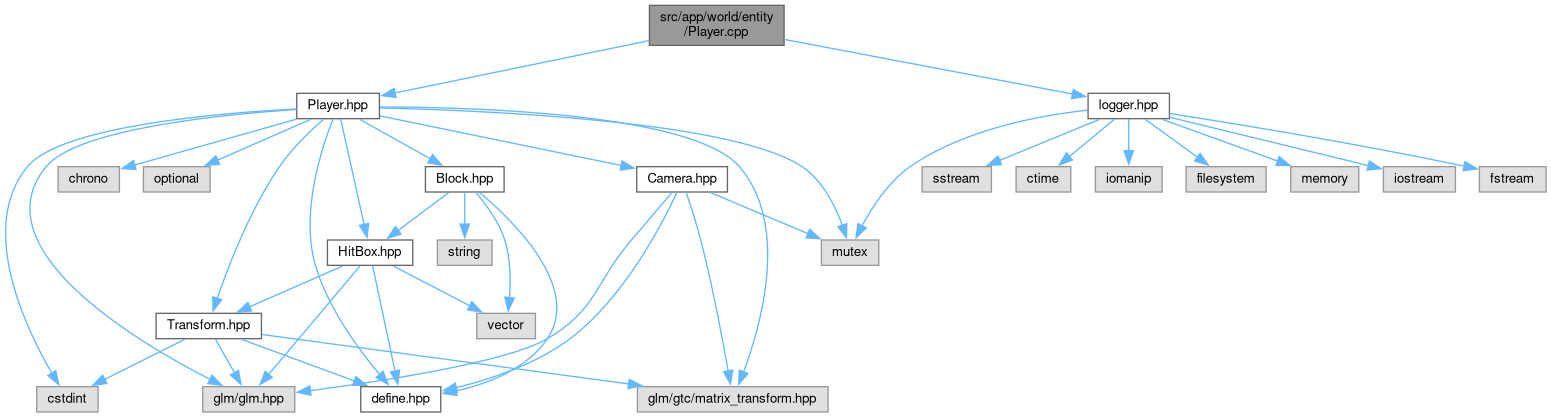 src/app/world/entity
/Player.cpp
Player.hpp
logger.hpp
chrono
optional
Block.hpp
Camera.hpp
sstream
ctime
iomanip
filesystem
memory
iostream
fstream
HitBox.hpp
string
mutex
Transform.hpp
vector
cstdint
glm/glm.hpp
define.hpp
glm/gtc/matrix_transform.hpp